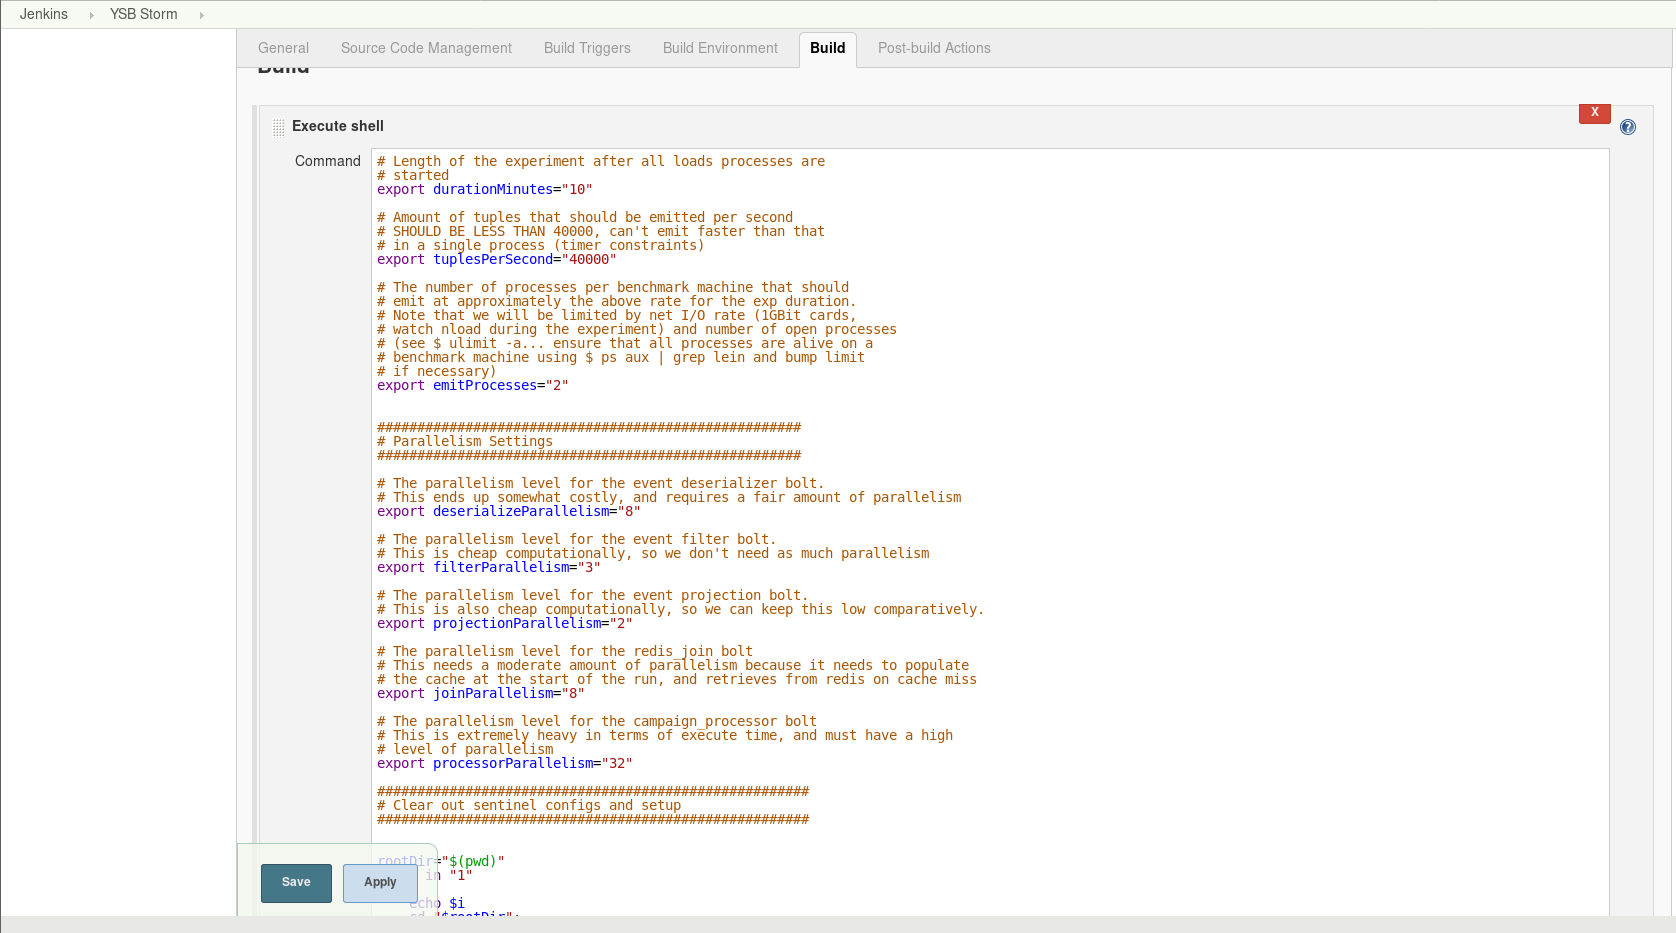 Jenkins YSB Storm
General Source Code Management Build Triggers Build Environment Build Post-build Actions
Build
X
Execute shell
Command
# Length of the experiment after all loads processes are
# started
export durationMinutes="10"
# Amount of tuples that should be emitted per second
# SHOULD BE LESS THAN 40000, can't emit faster than that
# in a single process (timer constraints)
export tuplesPerSecond="40000"
# The number of processes per benchmark machine that should
# emit at approximately the above rate for the exp duration.
# Note that we will be limited by net I/O rate (1GBit cards,
# watch nload during the experiment) and number of open processes
# (see $ ulimit -a... ensure that all processes are alive on a
# benchmark machine using $ ps aux | grep lein and bump limit
# if necessary)
export emitProcesses="2"
#####################################################
# Parallelism Settings
#####################################################
# The parallelism level for the event deserializer bolt.
# This ends up somewhat costly, and requires a fair amount of parallelism
export deserializeParallelism="8"
# The parallelism level for the event filter bolt.
# This is cheap computationally, so we don't need as much parallelism
export filterParallelism="3"
# The parallelism level for the event projection bolt.
# This is also cheap computationally, so we can keep this low comparatively.
export projectionParallelism="2"
# The parallelism level for the redis_join bolt
# This needs a moderate amount of parallelism because it needs to populate
# the cache at the start of the run, and retrieves from redis on cache miss
export joinParallelism="8"
# The parallelism level for the campaign_processor bolt
# This is extremely heavy in terms of execute time, and must have a high
# level of parallelism
export processorParallelism="32"
######################################################
# Clear out sentinel configs and setup
######################################################
rootDir="$(pwd)"
in "1"
echo $i
cd "$rootDir";
Save Apply